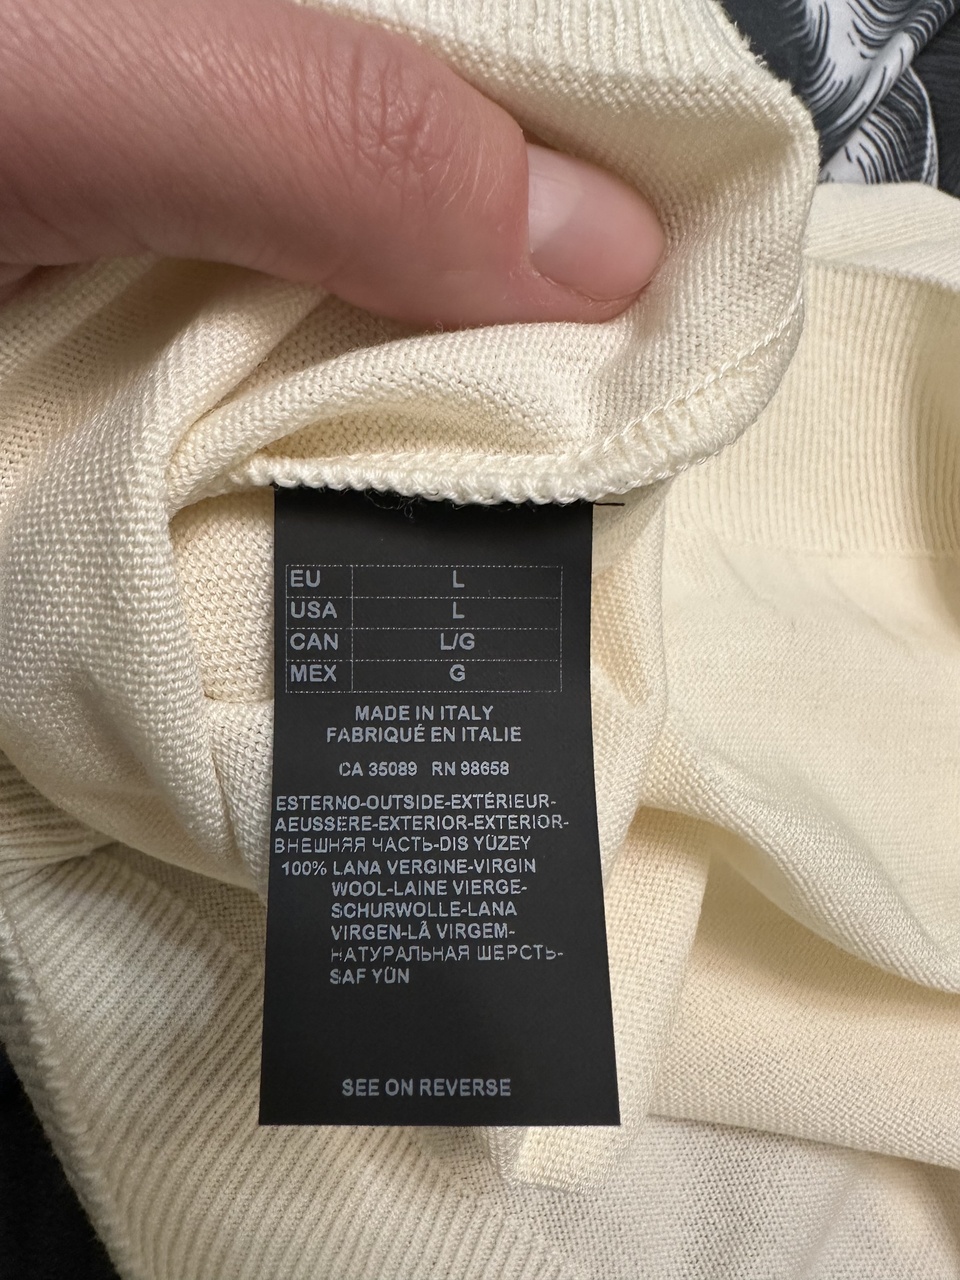 EU L
USA L
CAN L/G
MEX G
MADE IN ITALY
FABRIQUÉ EN ITALIE
CA 35089 RN 98658
ESTERNO-OUTSIDE-EXTÉRIEUR-
AEUSSERE-EXTERIOR-EXTERIOR-
ВНЕШНЯЯ ЧАСТЬ-DIS YÜZEY
100% LANA VERGINE-VIRGIN
WOOL-LAINE VIERGE-
SCHURWOLLE-LANA
VIRGEN-LÃ VIRGEM-
НАТУРАЛЬНАЯ ШЕРСТЬ-
SAF YÜN
SEE ON REVERSE